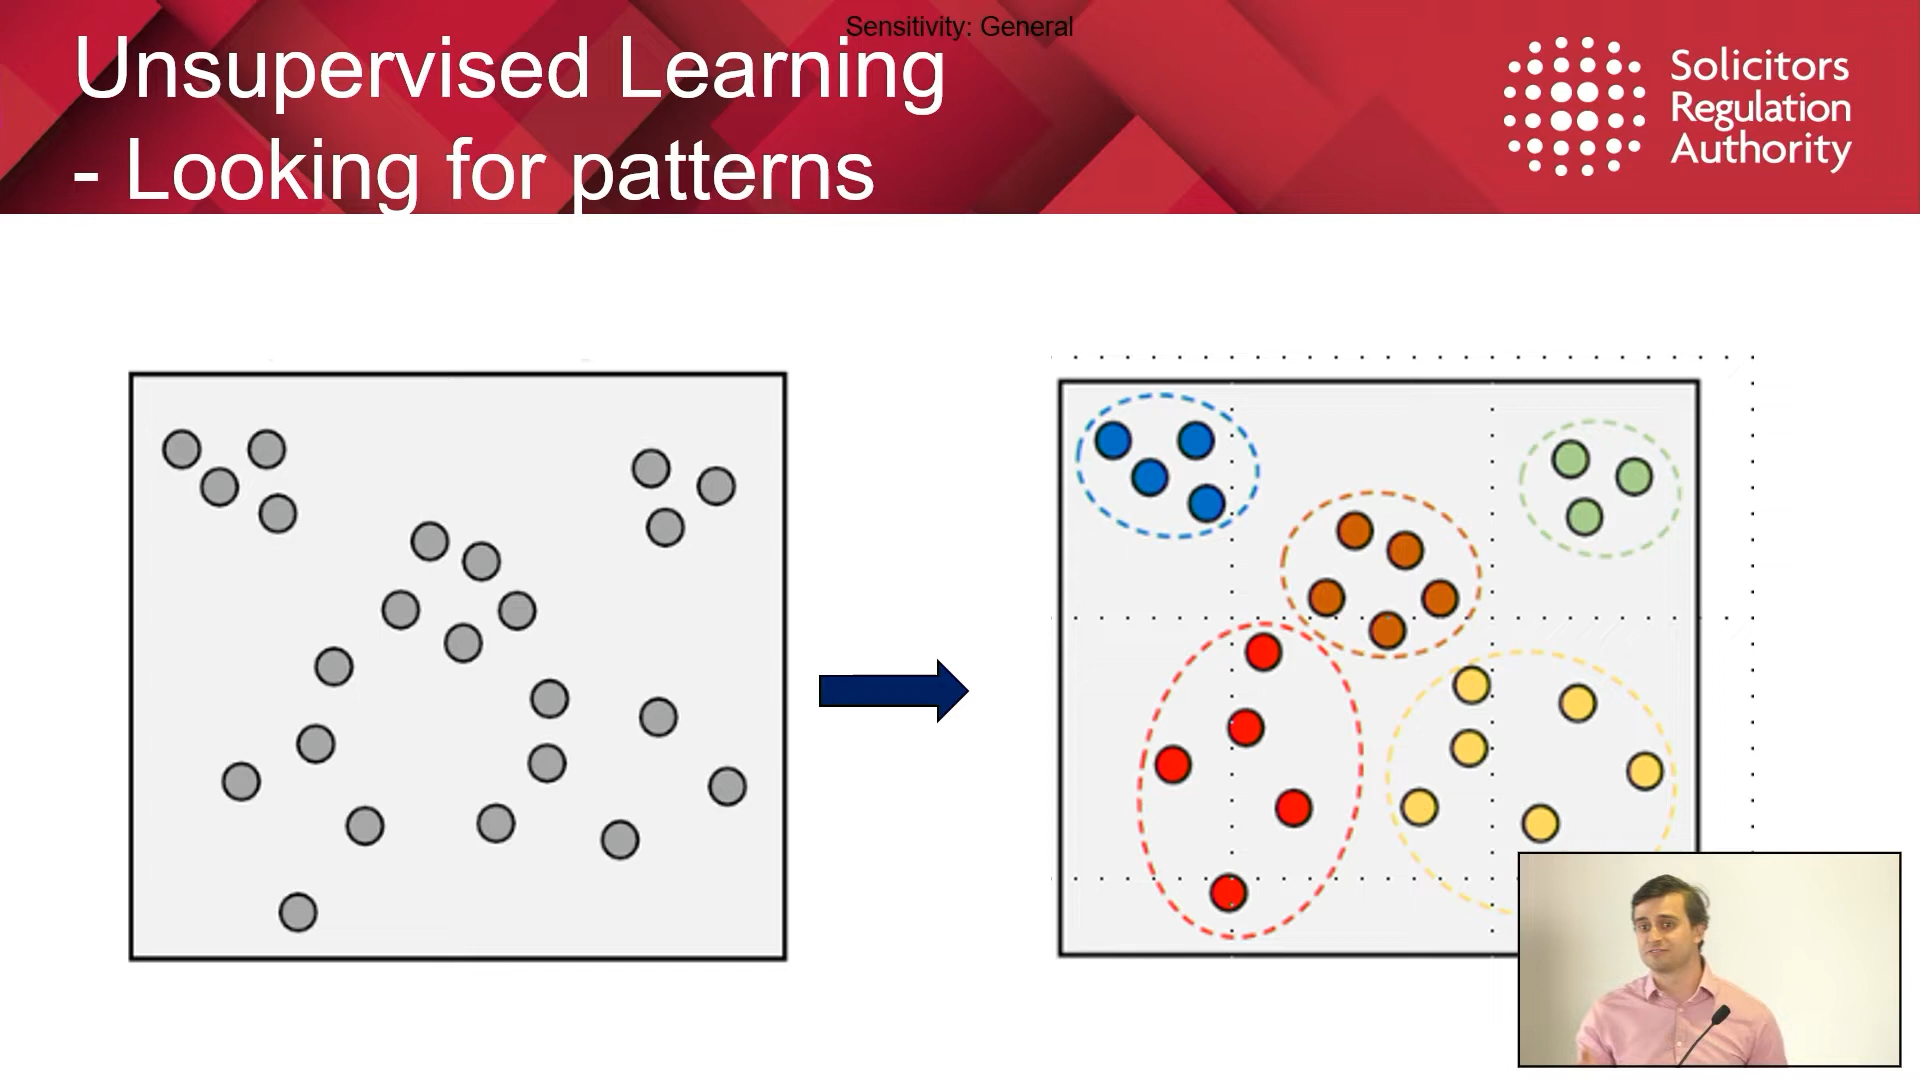 Sensitivity: General
Unsupervised Learning
- Looking for patterns
Solicitors
Regulation
Authority